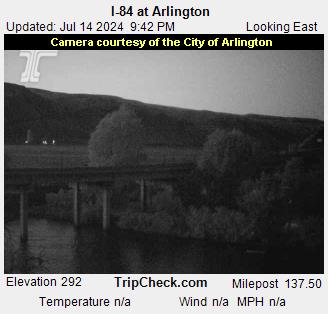 I-84 at Arlington
Updated: Jul 14 2024 9:42 PM Looking East
Camera courtesy of the City of Arlington
Elevation 292 TripCheck.com Milepost 137.50
Temperature n/a Wind n/a MPH n/a